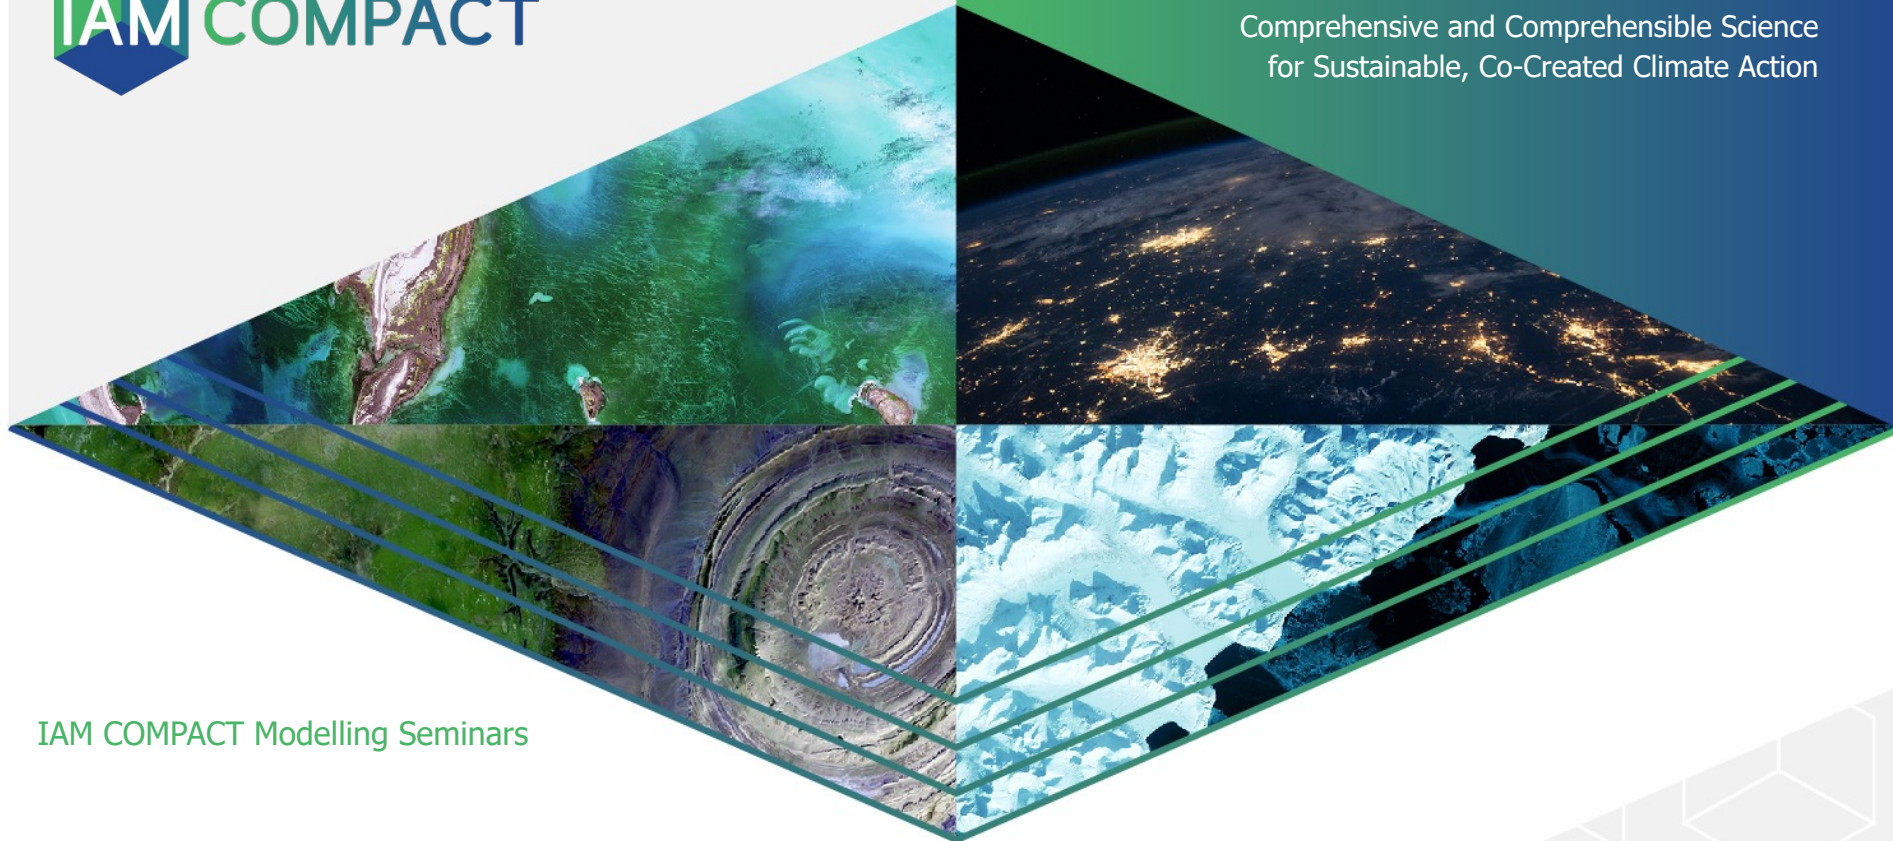 IAM COMPACT
Comprehensive and Comprehensible Science
for Sustainable, Co-Created Climate Action
IAM COMPACT Modelling Seminars